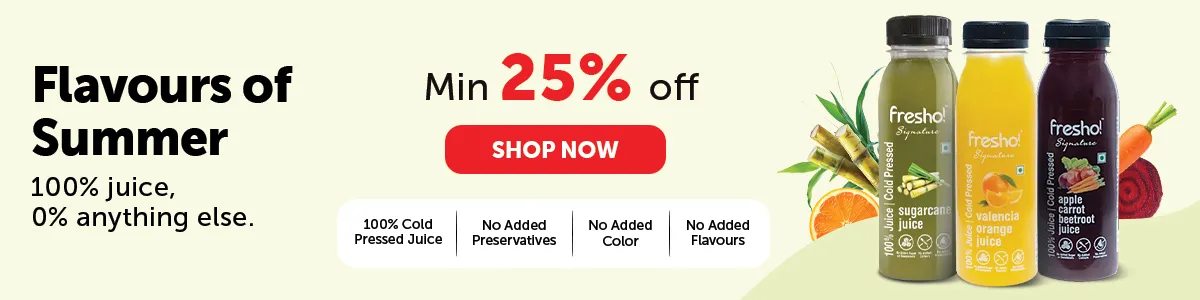 Flavours of
Summer
100% juice,
0% anything else.
Min 25% off
SHOP NOW
100% Cold
Pressed Juice
No Added
Preservatives
No Added
Color
No Added
Flavours
fresho!
Signature
100% Juice | Cold Pressed
sugarcane
juice
fresho!
Signature
100% Juice | Cold Pressed
valencia
orange
juice
fresho!
Signature
100% Juice | Cold Pressed
apple
carrot
beetroot
juice